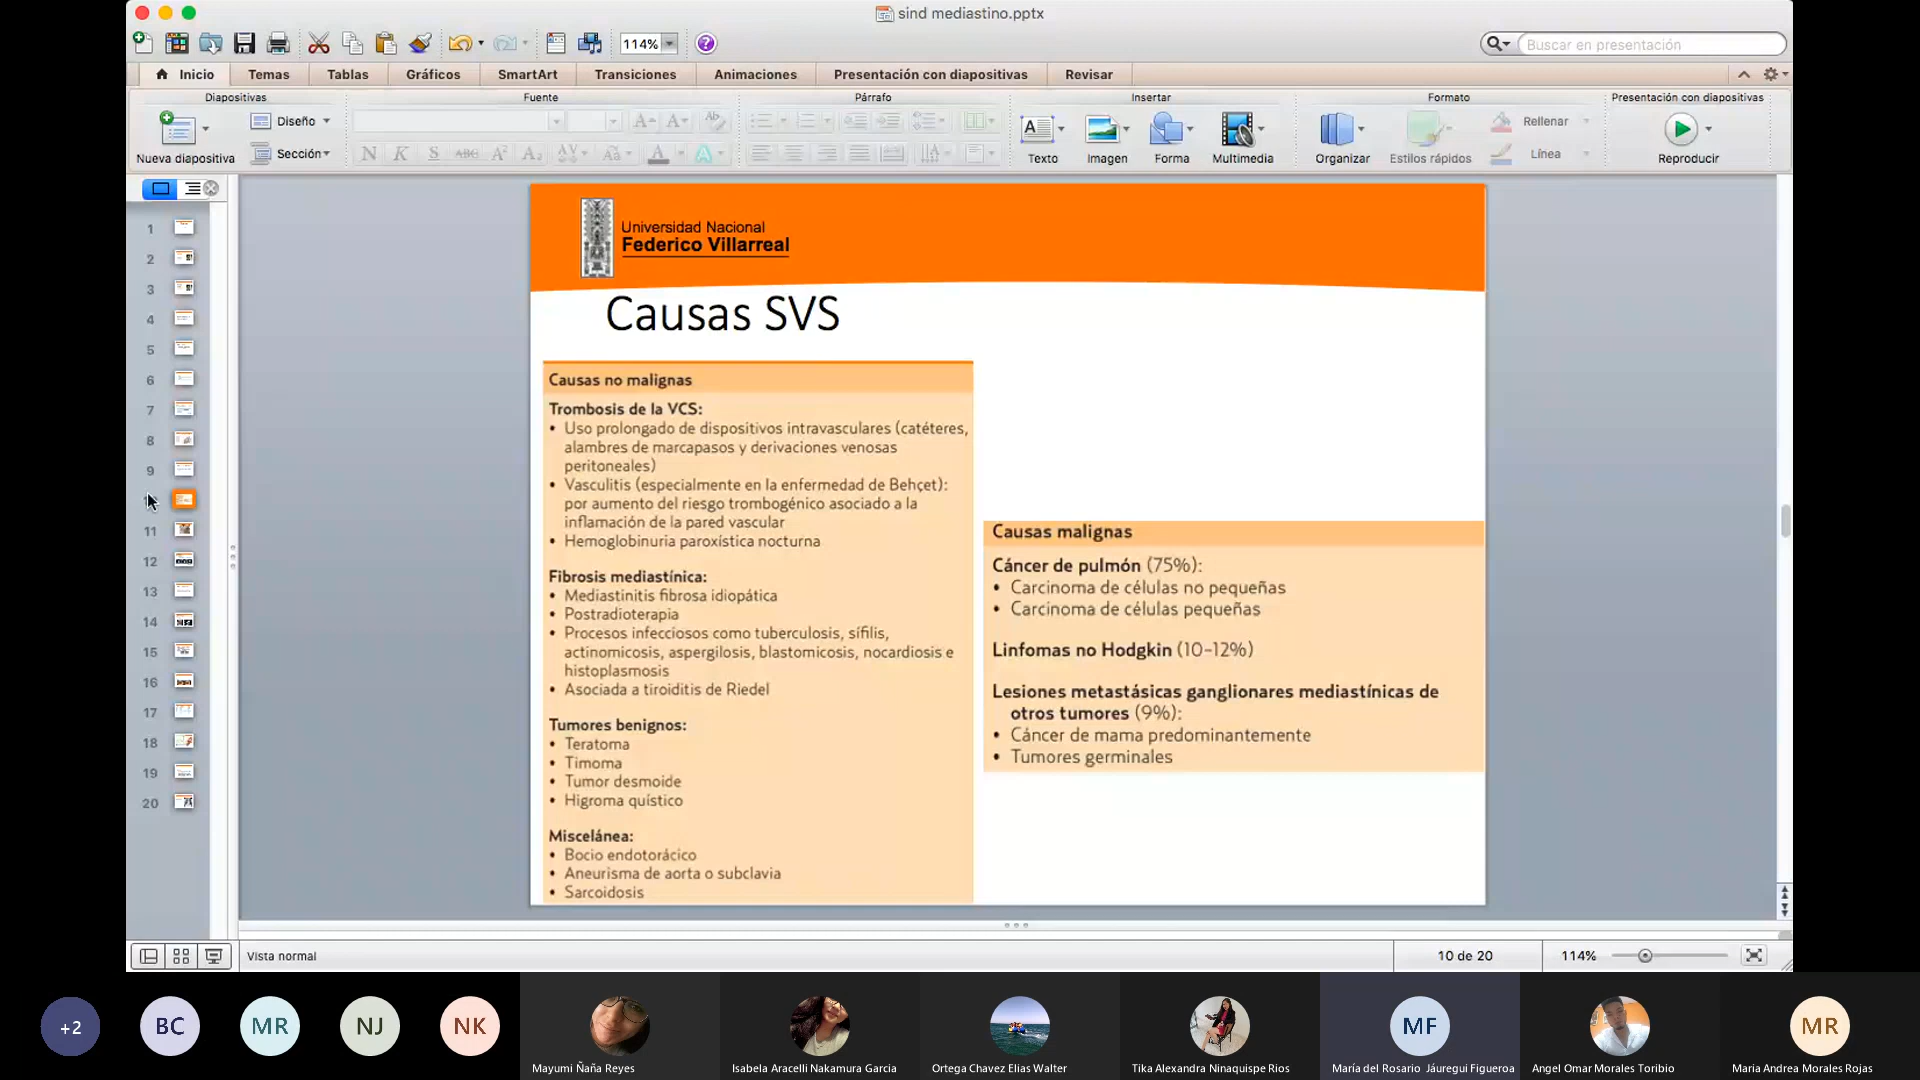 sind mediastino.pptx
114%
Buscar en presentación
Inicio
Temas
Tablas
Gráficos
SmartArt
Transiciones
Animaciones
Presentación con diapositivas
Revisar
Diapositivas
Fuente
Párrafo
Insertar
Formato
Presentación con diapositivas
Nueva diapositiva
Diseño
Sección
Texto
Imagen
Forma
Multimedia
Organizar
Estilos rápidos
Rellenar
Línea
Reproducir
1
2
3
4
5
6
7
8
9
11
12
13
14
15
16
17
18
19
20
Universidad Nacional
Federico Villarreal
Causas SVS
Causas no malignas
Trombosis de la VCS:
• Uso prolongado de dispositivos intravasculares (catéteres,
alambres de marcapasos y derivaciones venosas
peritoneales)
• Vasculitis (especialmente en la enfermedad de Behçet):
por aumento del riesgo trombogénico asociado a la
inflamación de la pared vascular
• Hemoglobinuria paroxística nocturna
Fibrosis mediastínica:
• Mediastinitis fibrosa idiopática
• Postradioterapia
• Procesos infecciosos como tuberculosis, sífilis,
actinomicosis, aspergilosis, blastomicosis, nocardiosis e
histoplasmosis
• Asociada a tiroiditis de Riedel
Tumores benignos:
• Teratoma
• Timoma
• Tumor desmoide
• Higroma quístico
Miscelánea:
• Bocio endotorácico
• Aneurisma de aorta o subclavia
• Sarcoidosis
Causas malignas
Cáncer de pulmón (75%):
• Carcinoma de células no pequeñas
• Carcinoma de células pequeñas
Linfomas no Hodgkin (10-12%)
Lesiones metastásicas ganglionares mediastínicas de
otros tumores (9%):
• Cáncer de mama predominantemente
• Tumores germinales
Vista normal
10 de 20
114%
+2
BC
MR
NJ
NK
MF
MR
Mayumi Ñaña Reyes
Isabela Aracelli Nakamura Garcia
Ortega Chavez Elias Walter
Tika Alexandra Ninaquispe Rios
María del Rosario Jáuregui Figueroa
Angel Omar Morales Toribio
Maria Andrea Morales Rojas